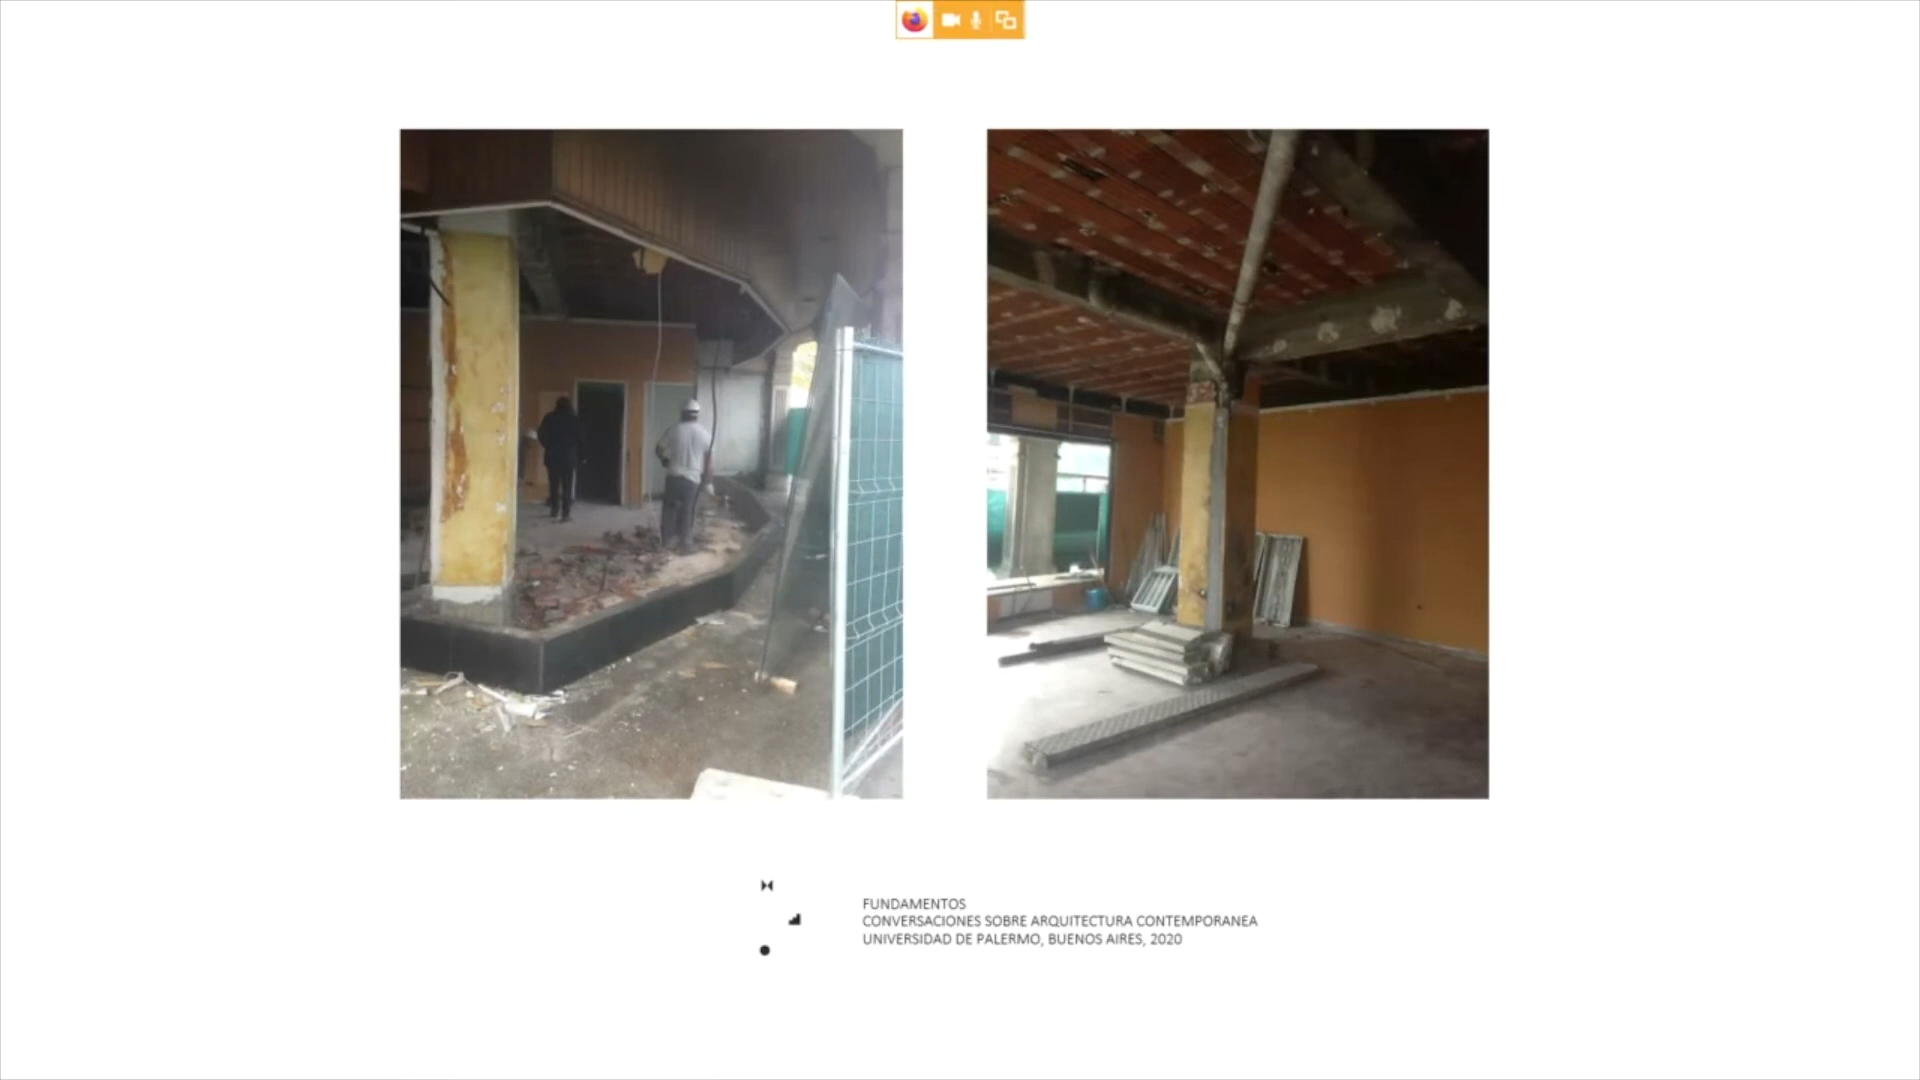 FUNDAMENTOS
CONVERSACIONES SOBRE ARQUITECTURA CONTEMPORANEA
UNIVERSIDAD DE PALERMO, BUENOS AIRES, 2020